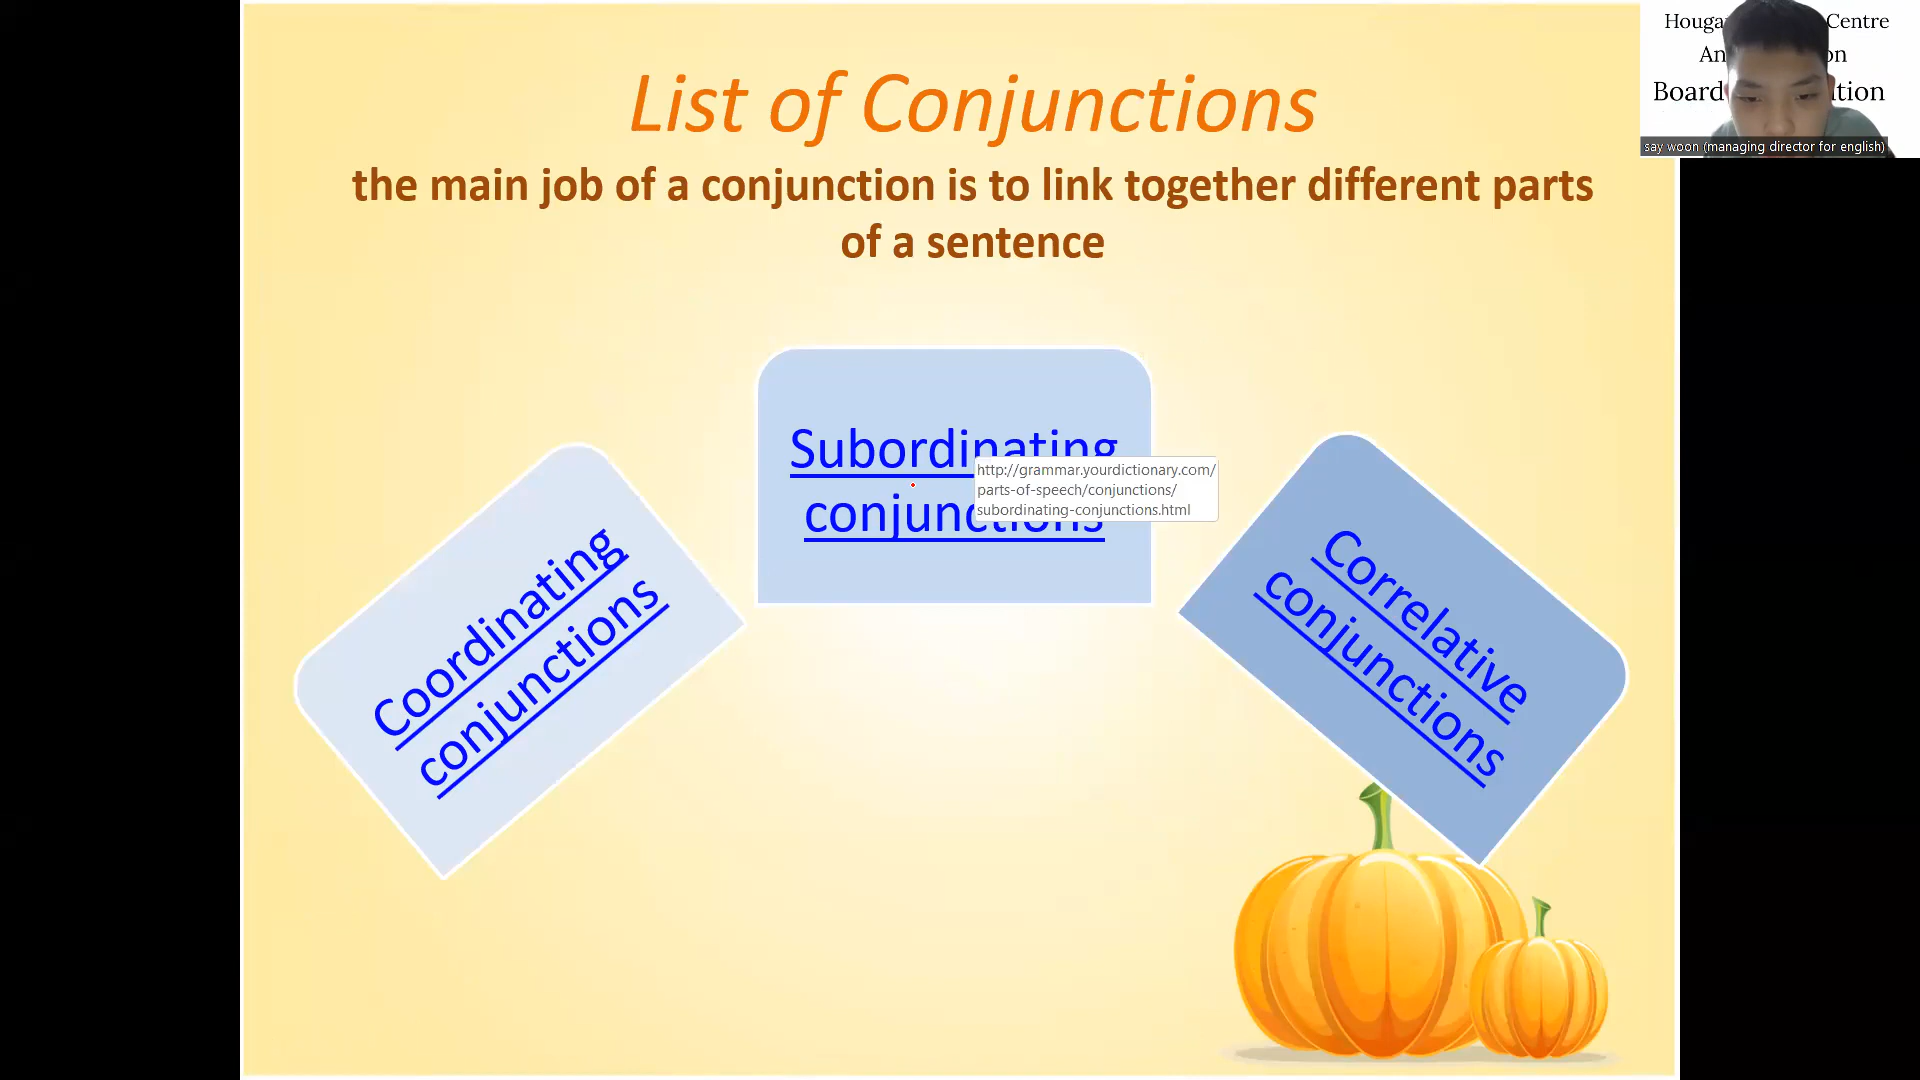 List of Conjunctions
the main job of a conjunction is to link together different parts
of a sentence
Subordinating
conjunctions
http://grammar.yourdictionary.com/
parts-of-speech/conjunctions/
subordinating-conjunctions.html
Coordinating
conjunctions
Correlative
conjunctions
Centre
Board
say woon (managing director for english)